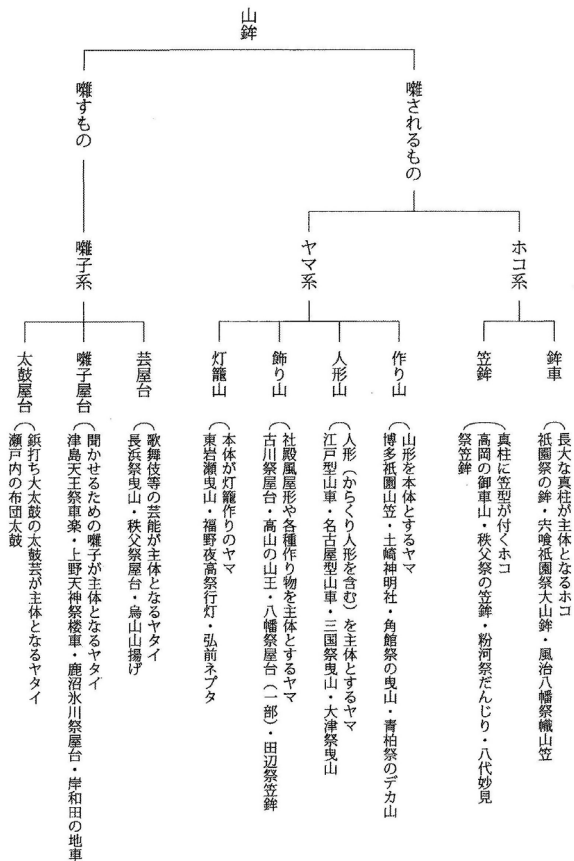 山鉾
囃されるもの
ホコ系
鉾車
長大な真柱が主体となるホコ
祇園祭の鉾・宍喰祇園祭大山鉾・風治八幡祭幟山笠
笠鉾
真柱に笠型が付くホコ
高岡の御車山・秩父祭の笠鉾・粉河祭だんじり・八代妙見
祭笠鉾
ヤマ系
作り山
山形を本体とするヤマ
博多祇園山笠・土崎神明社・角館祭の曳山・青柏祭のデカ山
人形山
人形(からくり人形を含む)を主体とするヤマ
江戸型山車・名古屋型山車・三国祭曳山・大津祭曳山
飾り山
社殿風屋形や各種作り物を主体とするヤマ
古川祭屋台・高山の山王・八幡祭屋台(一部)・田辺祭笠鉾
灯籠山
本体が灯籠作りのヤマ
東岩瀬曳山・福野夜高祭行灯・弘前ネプタ
囃すもの
囃子系
芸屋台
歌舞伎等の芸能が主体となるヤタイ
長浜祭曳山・秩父祭屋台・烏山山揚げ
囃子屋台
聞かせるための囃子が主体となるヤタイ
津島天王祭車楽・上野天神祭楼車・鹿沼氷川祭屋台・岸和田の地車
太鼓屋台
鋲打ち大太鼓の太鼓芸が主体となるヤタイ
瀬戸内の布団太鼓